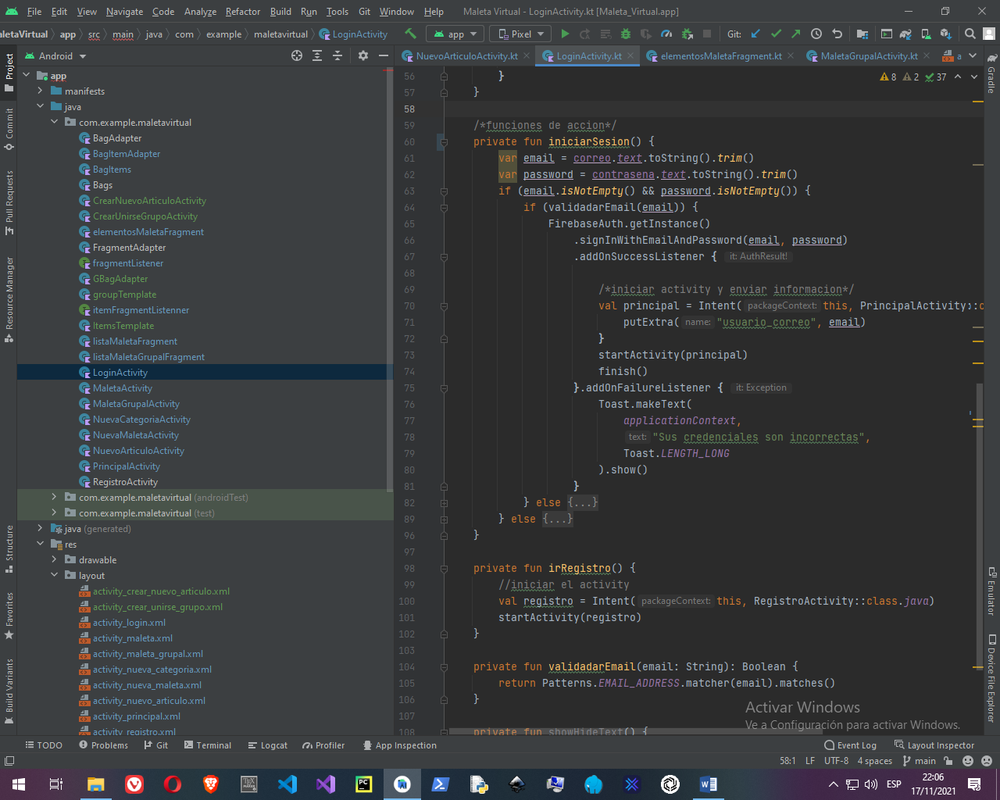 File Edit View Navigate Code Analyze Refactor Build Run Tools Git Window Help Maleta Virtual - LoginActivity.kt [Maleta_Virtual.app]
aletaVirtual app src main java com example maletavirtual LoginActivity app Pixel Git:
Android
NuevoArticuloActivity.kt LoginActivity.kt elementosMaletaFragment.kt MaletaGrupalActivity.kt a
Project
Commit
Pull Requests
Resource Manager
Structure
Favorites
Build Variants
app
manifests
java
com.example.maletavirtual
BagAdapter
BagItemAdapter
BagItems
Bags
CrearNuevoArticuloActivity
CrearUnirseGrupoActivity
elementosMaletaFragment
FragmentAdapter
fragmentListener
GBagAdapter
groupTemplate
itemFragmentListenner
ItemsTemplate
listaMaletaFragment
listaMaletaGrupalFragment
LoginActivity
MaletaActivity
MaletaGrupalActivity
NuevaCategoriaActivity
NuevaMaletaActivity
NuevoArticuloActivity
PrincipalActivity
RegistroActivity
com.example.maletavirtual (androidTest)
com.example.maletavirtual (test)
java (generated)
res
drawable
layout
activity_crear_nuevo_articulo.xml
activity_crear_unirse_grupo.xml
activity_login.xml
activity_maleta.xml
activity_maleta_grupal.xml
activity_nueva_categoria.xml
activity_nueva_maleta.xml
activity_nuevo_articulo.xml
activity_principal.xml
activity_registro.xml
8 2 37
56 }
57 }
58
59 /*funciones de accion*/
60 private fun iniciarSesion() {
61 var email = correo.text.toString().trim()
62 var password = contrasena.text.toString().trim()
63 if (email.isNotEmpty() && password.isNotEmpty()) {
64 if (validadarEmail(email)) {
65 FirebaseAuth.getInstance()
66 .signInWithEmailAndPassword(email, password)
67 .addOnSuccessListener { it: AuthResult!
68
69 /*iniciar activity y enviar informacion*/
70 val principal = Intent( packageContext: this, PrincipalActivity::c
71 putExtra( name: "usuario_correo", email)
72 }
73 startActivity(principal)
74 finish()
75 }.addOnFailureListener { it: Exception
76 Toast.makeText(
77 applicationContext,
78 text: "Sus credenciales son incorrectas",
79 Toast.LENGTH_LONG
80 ).show()
81 }
82 } else {...}
89 } else {...}
96 }
97
98 private fun irRegistro() {
99 //iniciar el activity
100 val registro = Intent( packageContext: this, RegistroActivity::class.java)
101 startActivity(registro)
102 }
103
104 private fun validadarEmail(email: String): Boolean {
105 return Patterns.EMAIL_ADDRESS.matcher(email).matches()
106 }
107
108 private fun showHideText() {
Gradle
Emulator
Device File Explorer
Activar Windows
Ve a Configuración para activar Windows.
TODO Problems Git Terminal Logcat Profiler App Inspection Event Log Layout Inspector
58:1 LF UTF-8 4 spaces main
TEX MAKER PC ESP 22:06
17/11/2021